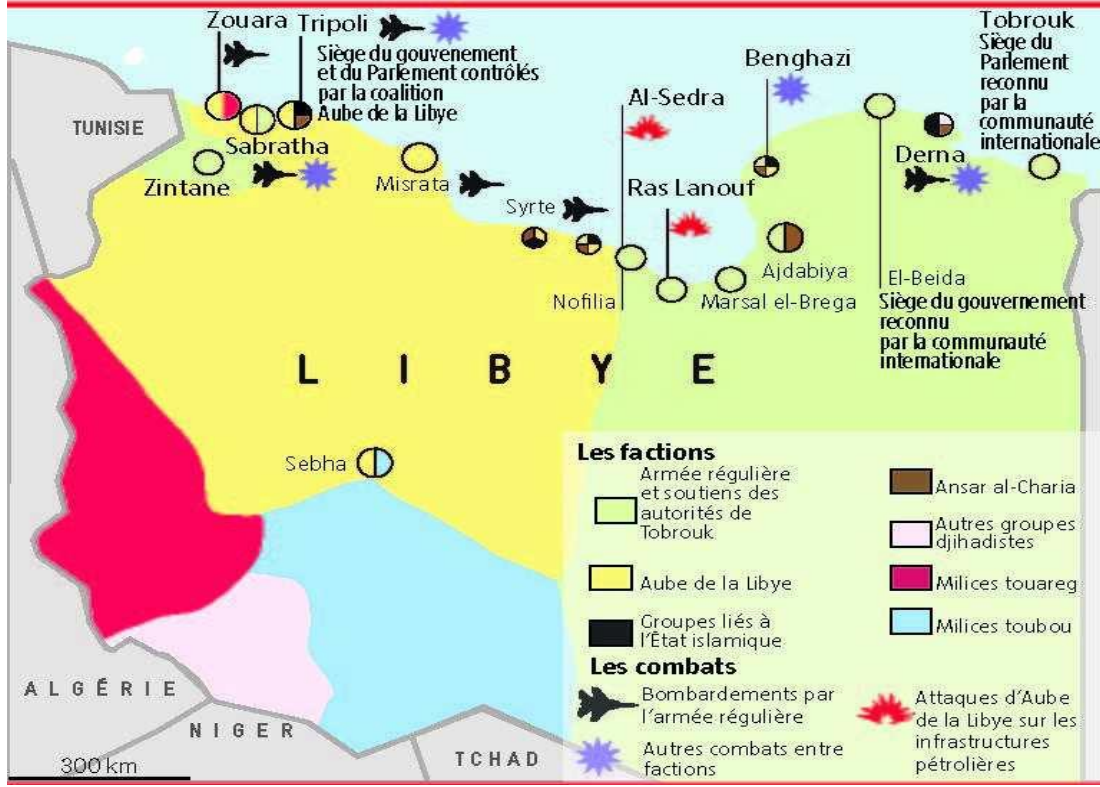 Zouara
Tripoli
Siège du gouvenement
et du Parlement contrôlés
par la coalition
Aube de la Libye
Tobrouk
Siège du
Parlement
reconnu
par la
communauté
internationale
Benghazi
Al-Sedra
TUNISIE
Sabratha
Zintane
Misrata
Syrte
Ras Lanouf
Derna
Nofilia
Marsal el-Brega
Ajdabiya
El-Beida
Siège du gouvernement
reconnu
par la communauté
internationale
LIBYE
Sebha
Les factions
Armée régulière
et soutiens des
autorités de
Tobrouk
Aube de la Libye
Groupes liés à
l'État islamique
Ansar al-Charia
Autres groupes
djihadistes
Milices touareg
Milices toubou
Les combats
Bombardements par
l'armée régulière
Autres combats entre
factions
Attaques d'Aube
de la Libye sur les
infrastructures
pétrolières
ALGÉRIE
NIGER
TCHAD
300 km